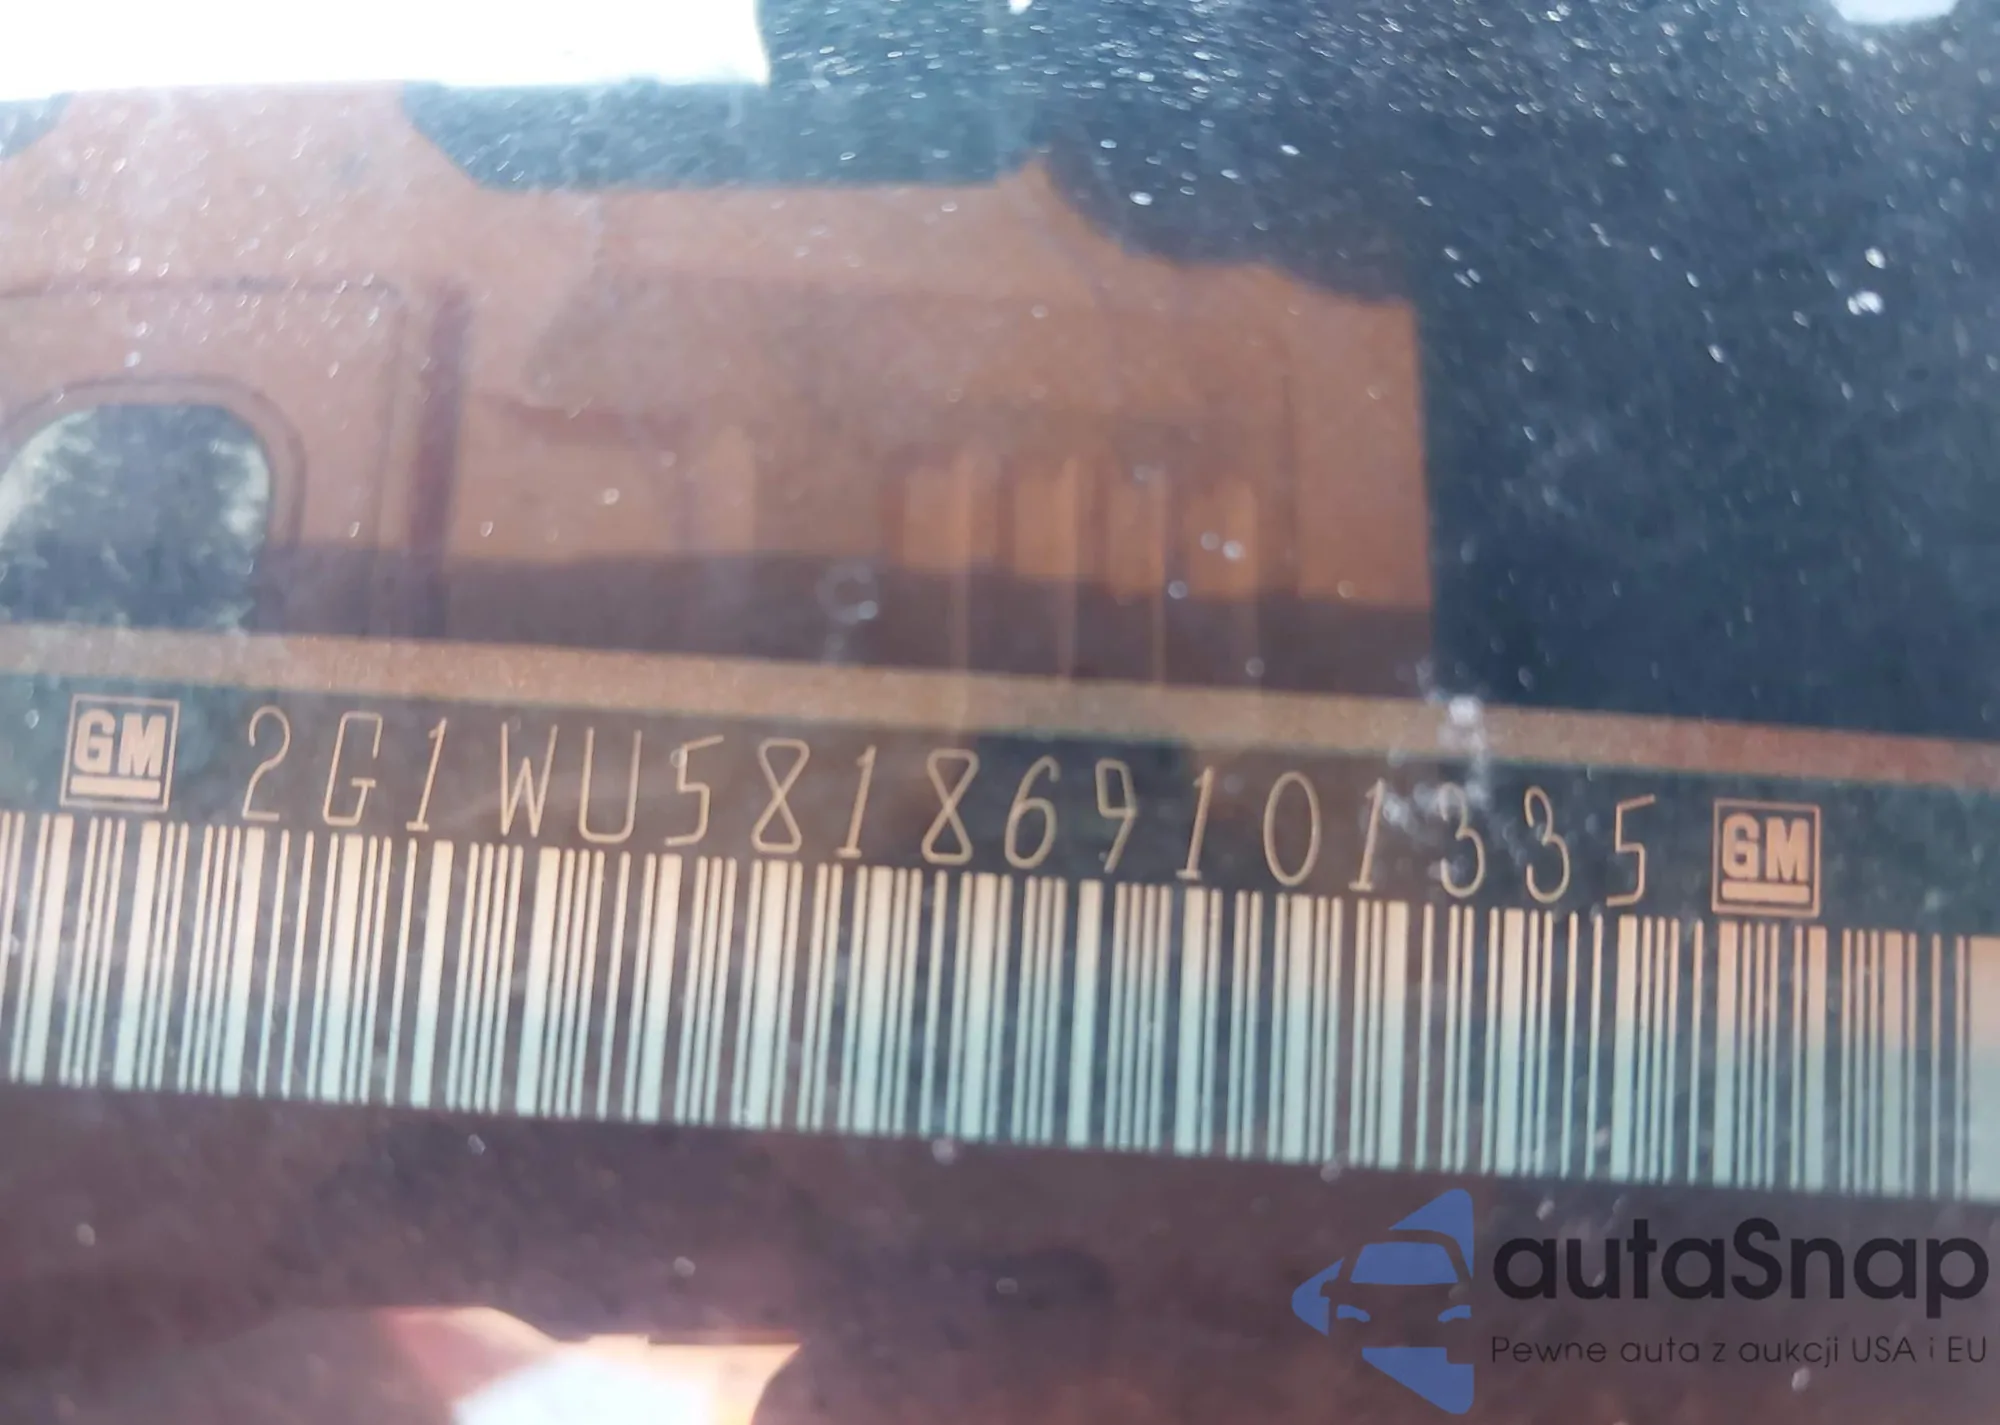 GM 2G1WU581869101335 GM
autaSnap
Pewne auta z aukcji USA i EU